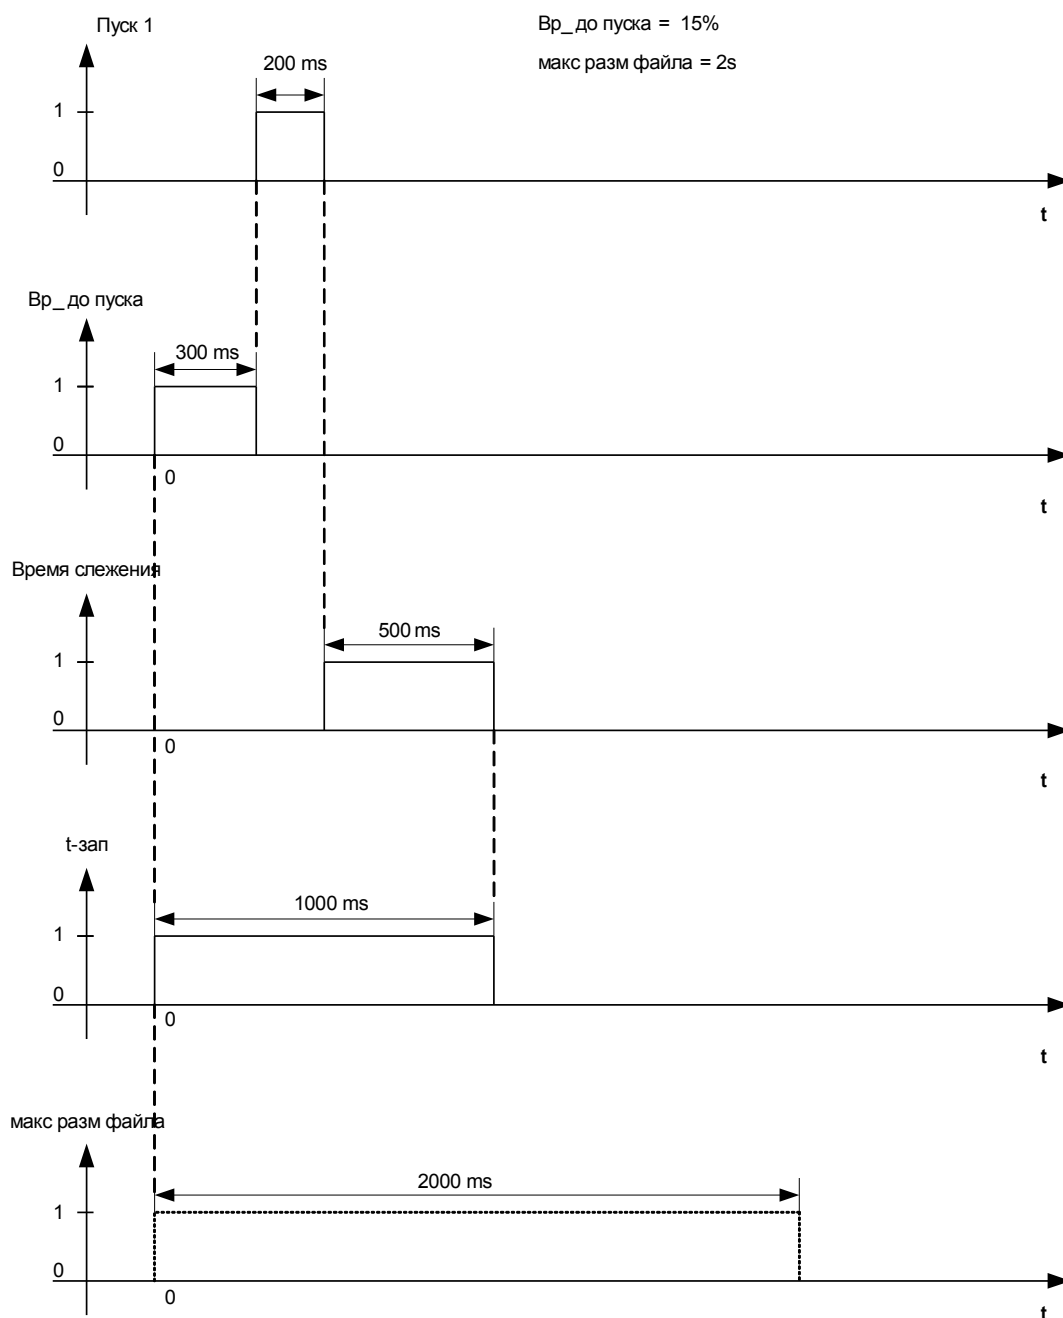 Пуск 1
Вр_до пуска = 15%
макс разм файла = 2s
200 ms
1
0
t
Вр_до пуска
300 ms
1
0
0
t
Время слежения
500 ms
1
0
0
t
t-зап
1000 ms
1
0
0
t
макс разм файла
2000 ms
1
0
0
t